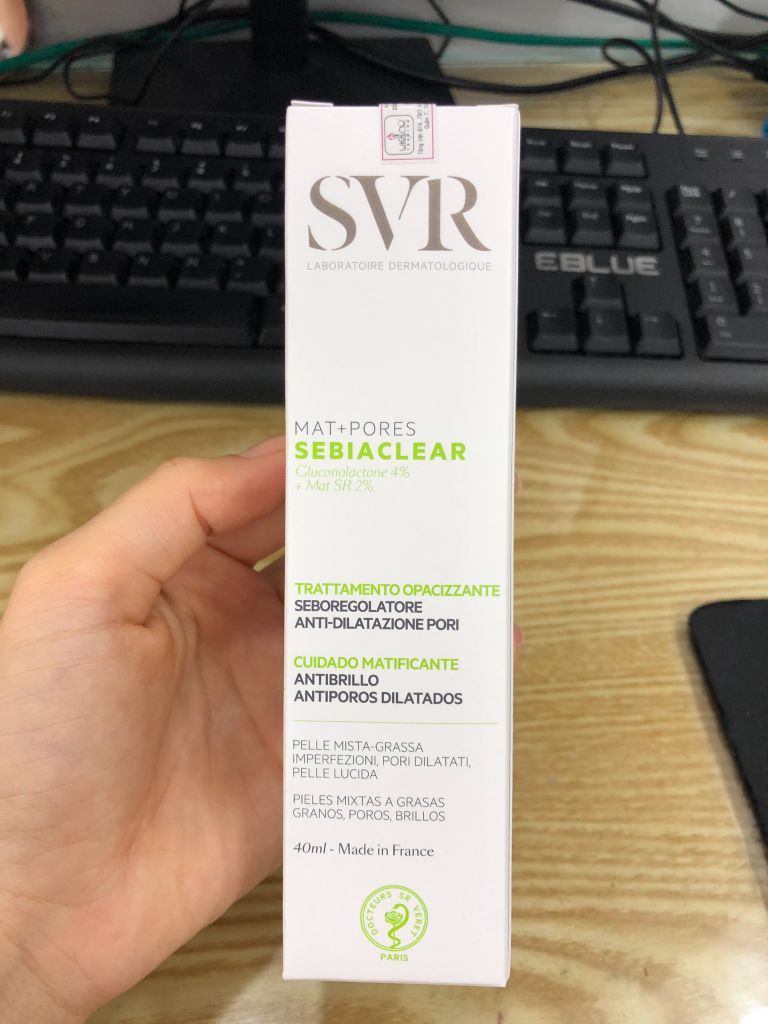 SVR
LABORATOIRE DERMATOLOGIQUE
EBLUE
MAT+PORES
SEBIACLEAR
Gluconolactone 4%
+ Mat SR 2%
TRATTAMENTO OPACIZZANTE
SEBOREGOLATORE
ANTI-DILATAZIONE PORI
CUIDADO MATIFICANTE
ANTIBRILLO
ANTIPOROS DILATADOS
PELLE MISTA-GRASSA
IMPERFEZIONI, PORI DILATATI,
PELLE LUCIDA
PIELES MIXTAS A GRASAS
GRANOS, POROS, BRILLOS
40ml - Made in France
DOCTEURS SR VERET
PARIS